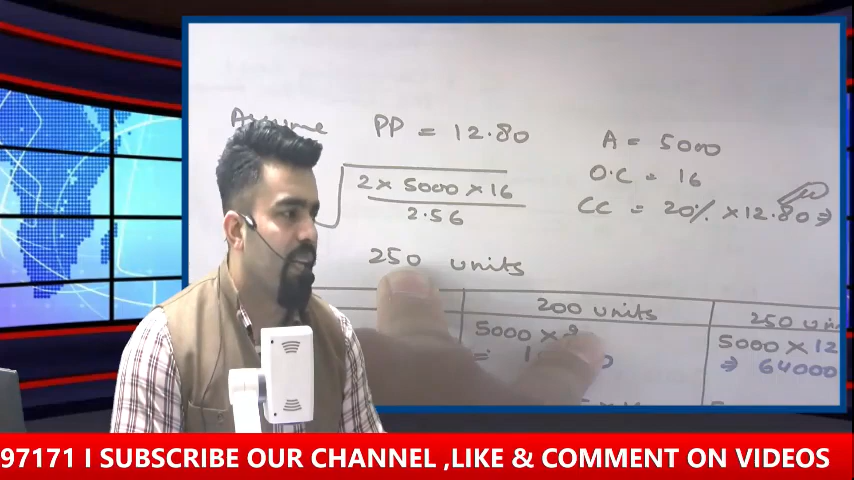 Assume PP = 12.80
A = 5000
2 × 5000 × 16
2.56
O.C = 16
CC = 20% × 12.80 ⇒
250 units
200 units
250
5000 ×
5000 × 12
=
⇒ 64000
97171 I SUBSCRIBE OUR CHANNEL ,LIKE & COMMENT ON VIDEOS